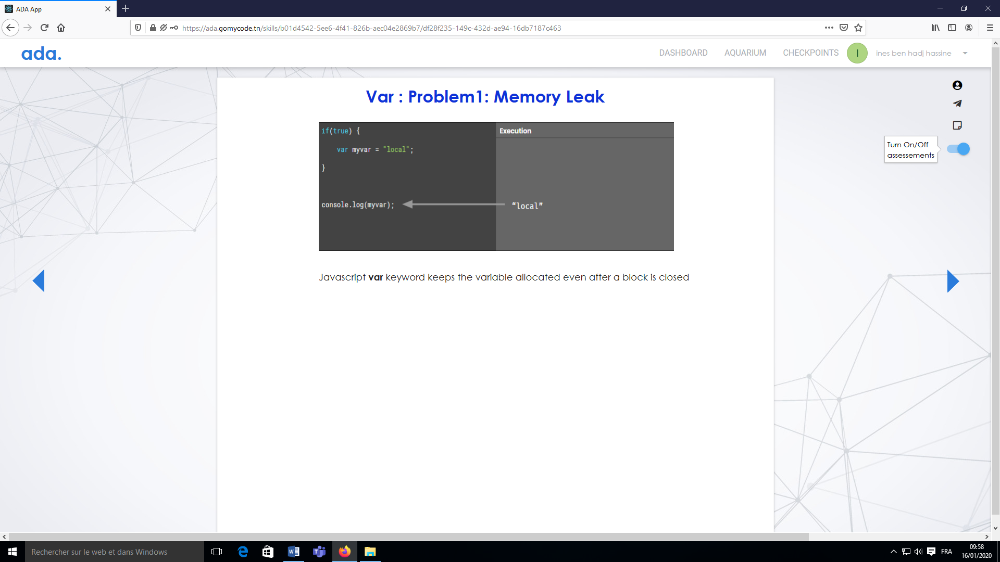 ADA App
https://ada.gomycode.tn/skills/b01d4542-5ee6-4f41-826b-aec04e2869b7/df28f235-149c-432d-ae94-16db7187c463
ada.
DASHBOARD AQUARIUM CHECKPOINTS I ines ben hadj hassine
Var : Problem1: Memory Leak
if(true) {
var myvar = "local";
}
console.log(myvar);
Execution
“local”
Turn On/Off
assessements
Javascript var keyword keeps the variable allocated even after a block is closed
Rechercher sur le web et dans Windows
FRA
09:58
16/01/2020